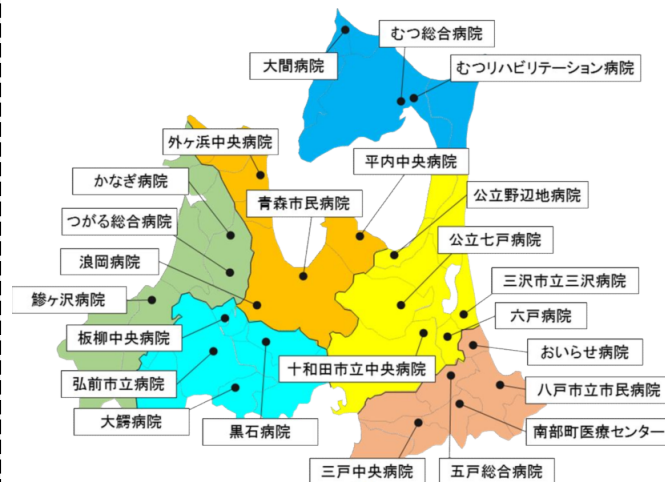 むつ総合病院
大間病院
むつリハビリテーション病院
外ヶ浜中央病院
平内中央病院
かなぎ病院
公立野辺地病院
青森市民病院
つがる総合病院
公立七戸病院
浪岡病院
三沢市立三沢病院
鰺ヶ沢病院
六戸病院
板柳中央病院
おいらせ病院
十和田市立中央病院
弘前市立病院
八戸市立市民病院
大鰐病院
黒石病院
南部町医療センター
三戸中央病院
五戸総合病院